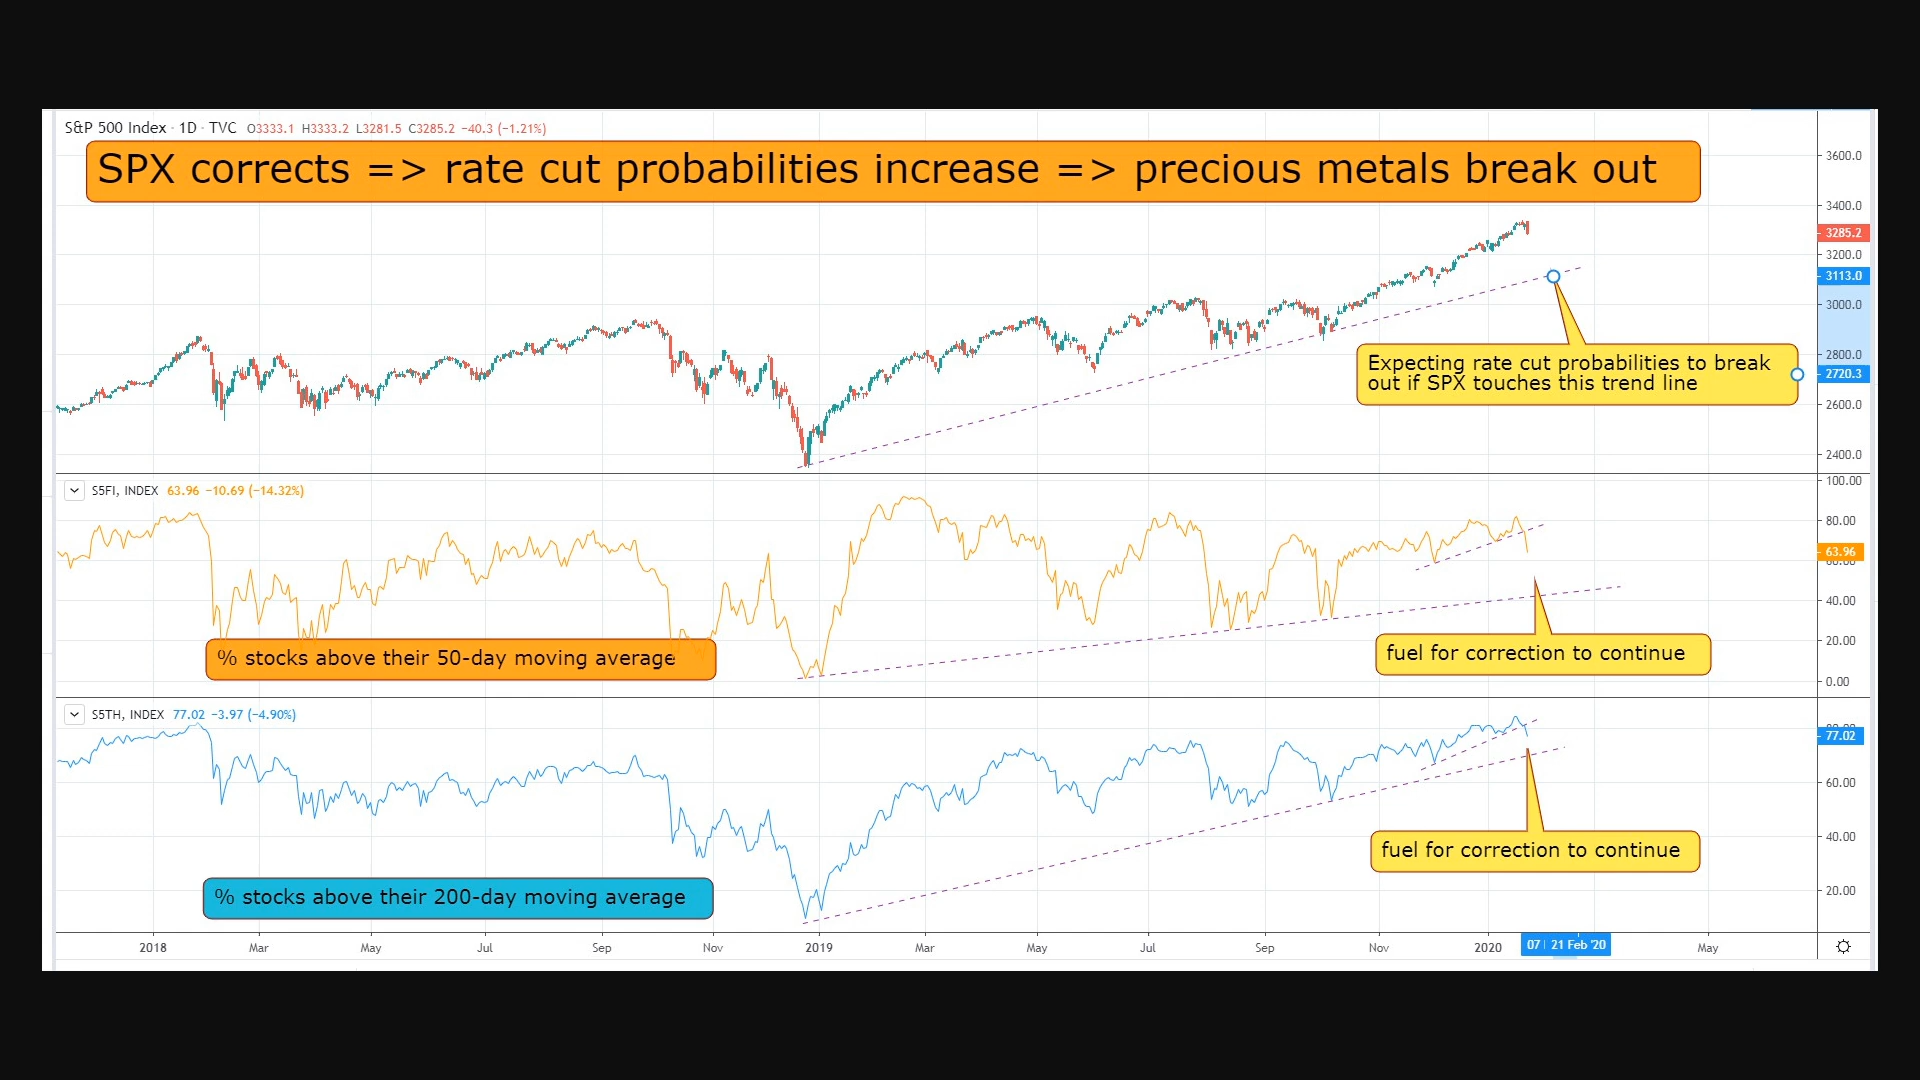 S&P 500 Index · 1D · TVC O3333.1 H3333.2 L3281.5 C3285.2 −40.3 (−1.21%)
SPX corrects => rate cut probabilities increase => precious metals break out
3600.0
3400.0
3285.2
3200.0
3113.0
3000.0
2800.0
2720.3
2600.0
2400.0
Expecting rate cut probabilities to break
out if SPX touches this trend line
S5FI, INDEX 63.96 −10.69 (−14.32%)
100.00
80.00
63.96
60.00
40.00
20.00
0.00
% stocks above their 50-day moving average
fuel for correction to continue
S5TH, INDEX 77.02 −3.97 (−4.90%)
80.00
77.02
60.00
40.00
20.00
fuel for correction to continue
% stocks above their 200-day moving average
2018 Mar May Jul Sep Nov 2019 Mar May Jul Sep Nov 2020 07 21 Feb '20 May